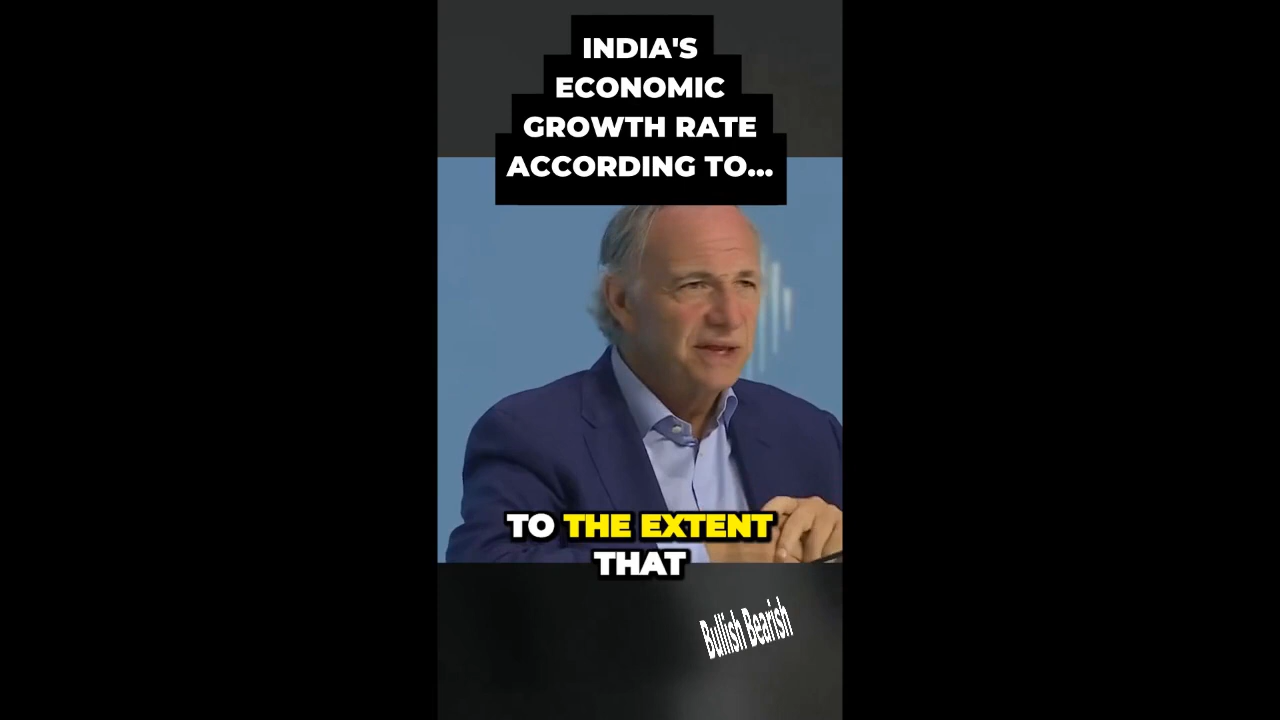 INDIA'S
ECONOMIC
GROWTH RATE
ACCORDING TO...
TO THE EXTENT
THAT
Bullish Bearish